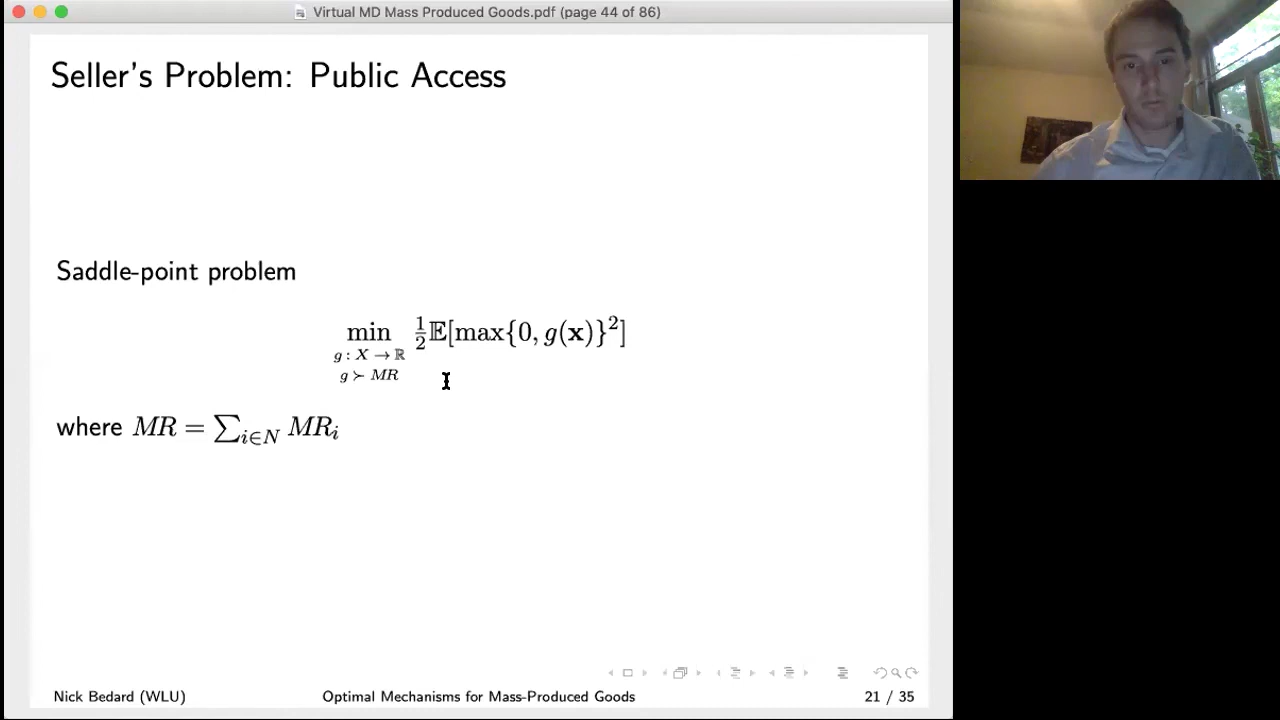 Virtual MD Mass Produced Goods.pdf (page 44 of 86)
Seller's Problem: Public Access
Saddle-point problem
min ½𝔼[max{0, g(𝐱)}²]
g : X → ℝ
g ≻ MR
where MR = ∑_{i∈N} MR_i
Nick Bedard (WLU) Optimal Mechanisms for Mass-Produced Goods 21 / 35